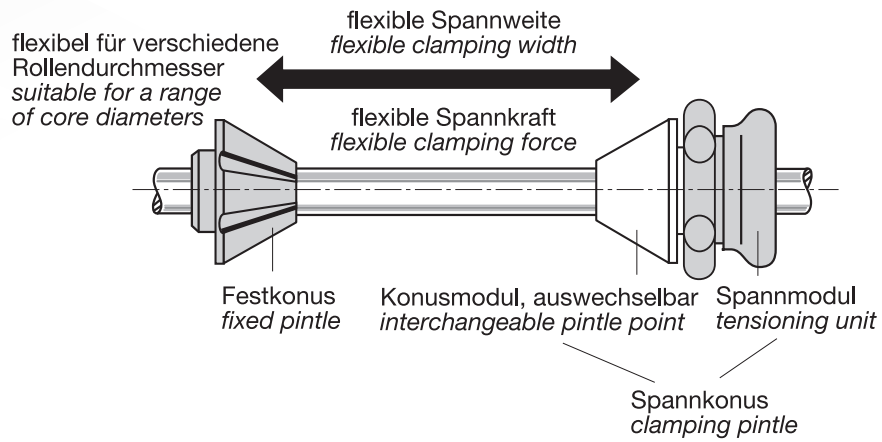 flexible Spannweite
flexible clamping width
flexibel für verschiedene
Rollendurchmesser
suitable for a range
of core diameters
flexible Spannkraft
flexible clamping force
Festkonus
fixed pintle
Konusmodul, auswechselbar
interchangeable pintle point
Spannmodul
tensioning unit
Spannkonus
clamping pintle